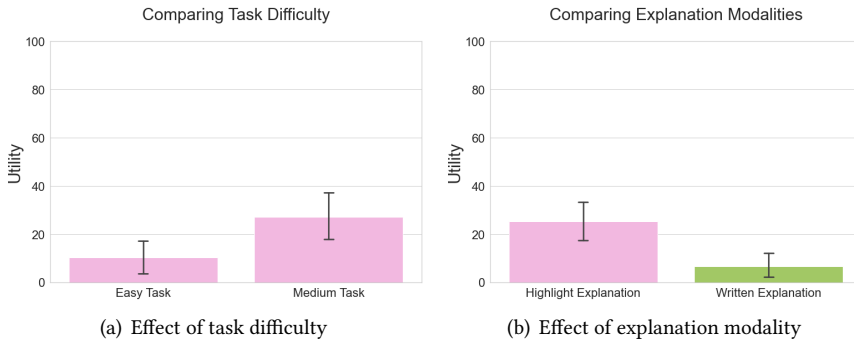 Comparing Task Difficulty
100
80
60
40
20
0
Utility
Easy Task
Medium Task
(a) Effect of task difficulty
Comparing Explanation Modalities
100
80
60
40
20
0
Utility
Highlight Explanation
Written Explanation
(b) Effect of explanation modality